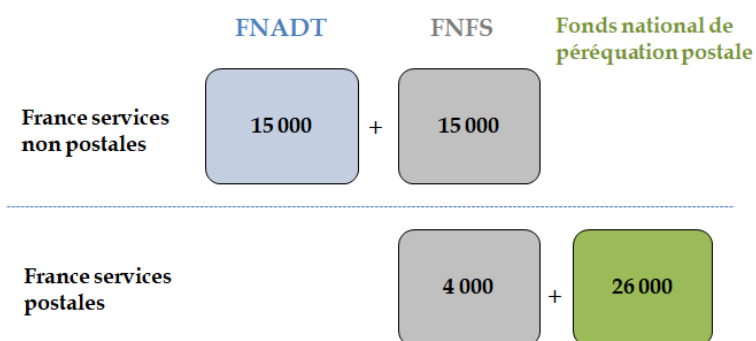 FNADT
FNFS
Fonds national de
péréquation postale
France services
non postales
15 000
+
15 000
France services
postales
4 000
+
26 000